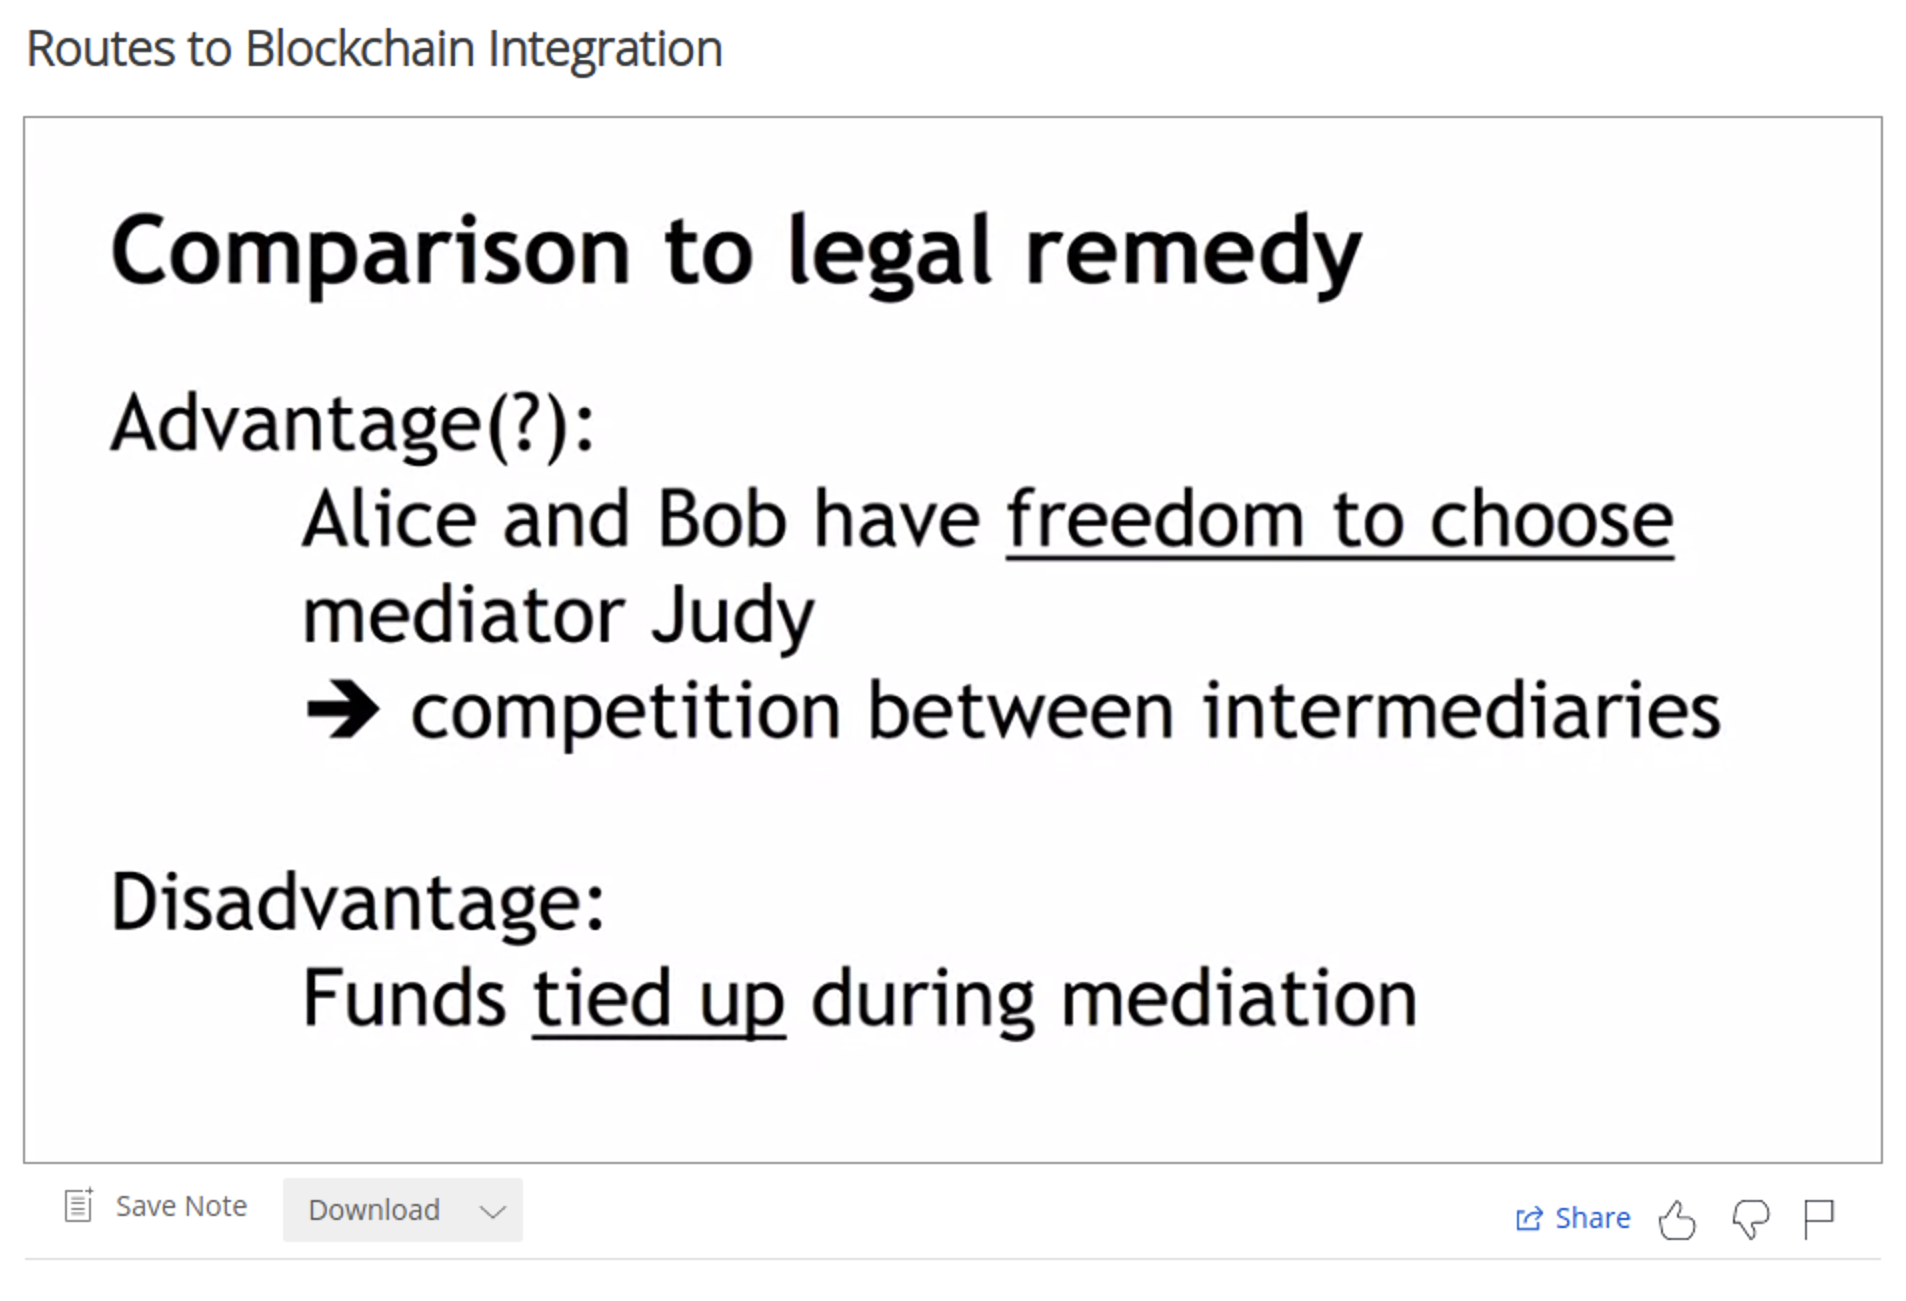 Routes to Blockchain Integration
Comparison to legal remedy
Advantage(?):
Alice and Bob have freedom to choose
mediator Judy
➔ competition between intermediaries
Disadvantage:
Funds tied up during mediation
Save Note Download Share